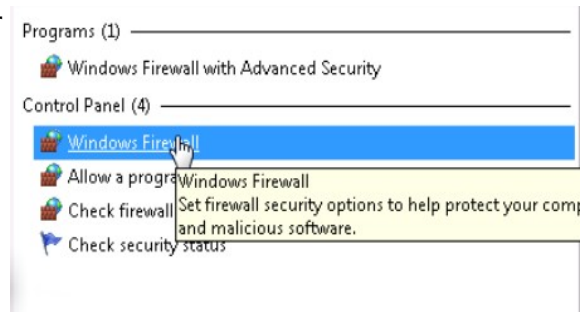 Programs (1)
Windows Firewall with Advanced Security
Control Panel (4)
Windows Firewall
Allow a progra
Windows Firewall
Check firewall
Set firewall security options to help protect your comp
and malicious software.
Check security status